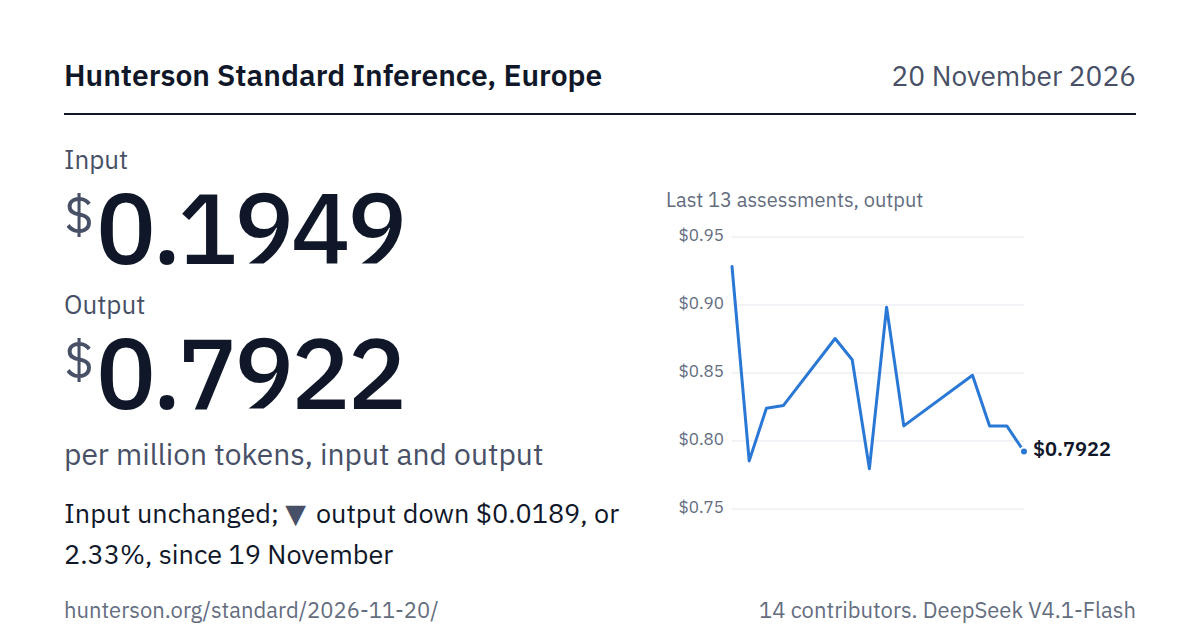 Hunterson Standard Inference, Europe
20 November 2026
Input
$0.1949
Output
$0.7922
per million tokens, input and output
Input unchanged; ▼ output down $0.0189, or
2.33%, since 19 November
Last 13 assessments, output
$0.95
$0.90
$0.85
$0.80
$0.75
$0.7922
hunterson.org/standard/2026-11-20/
14 contributors. DeepSeek V4.1-Flash